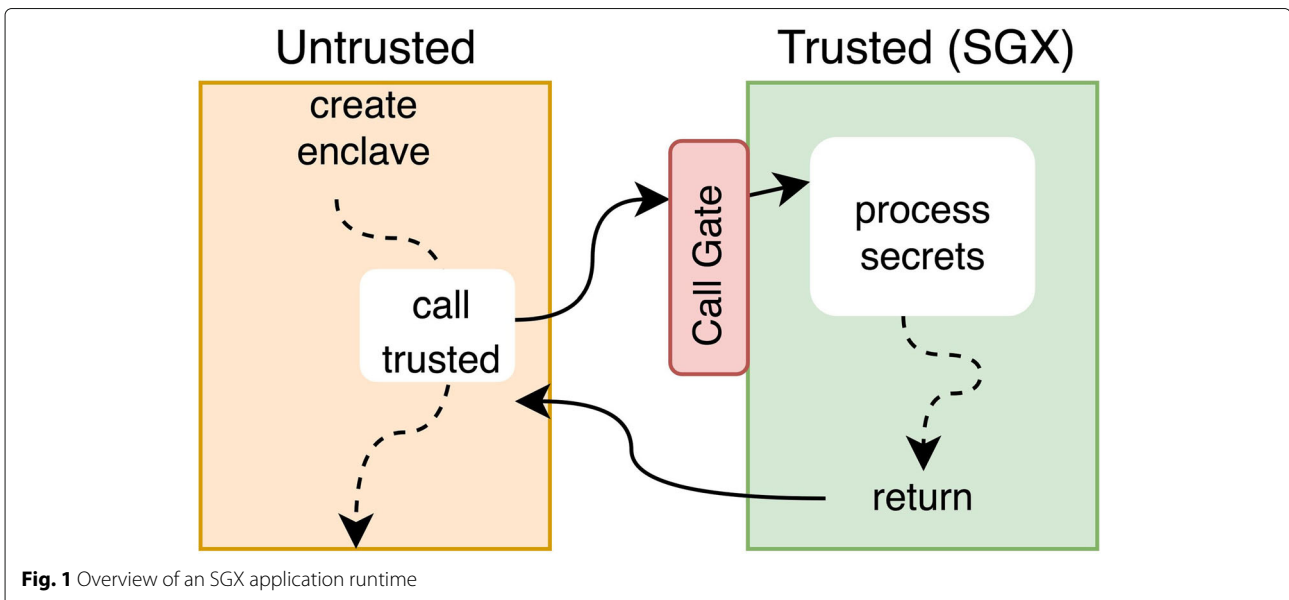 Untrusted
Trusted (SGX)
create
enclave
call
trusted
Call Gate
process
secrets
return
Fig. 1 Overview of an SGX application runtime